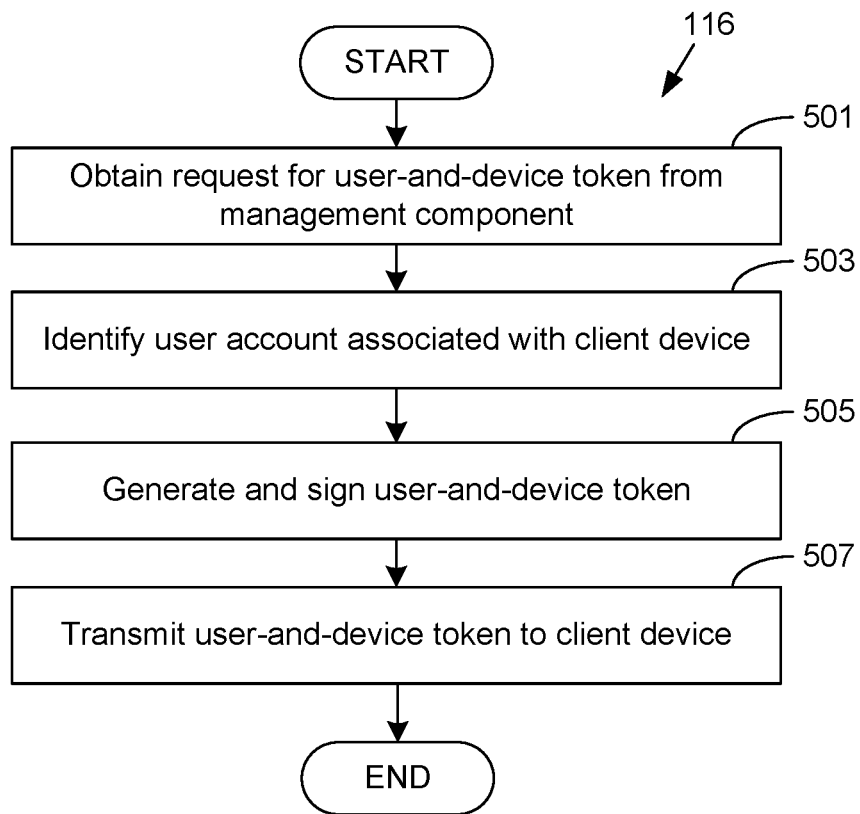 116
START
501
Obtain request for user-and-device token from
management component
503
Identify user account associated with client device
505
Generate and sign user-and-device token
507
Transmit user-and-device token to client device
END